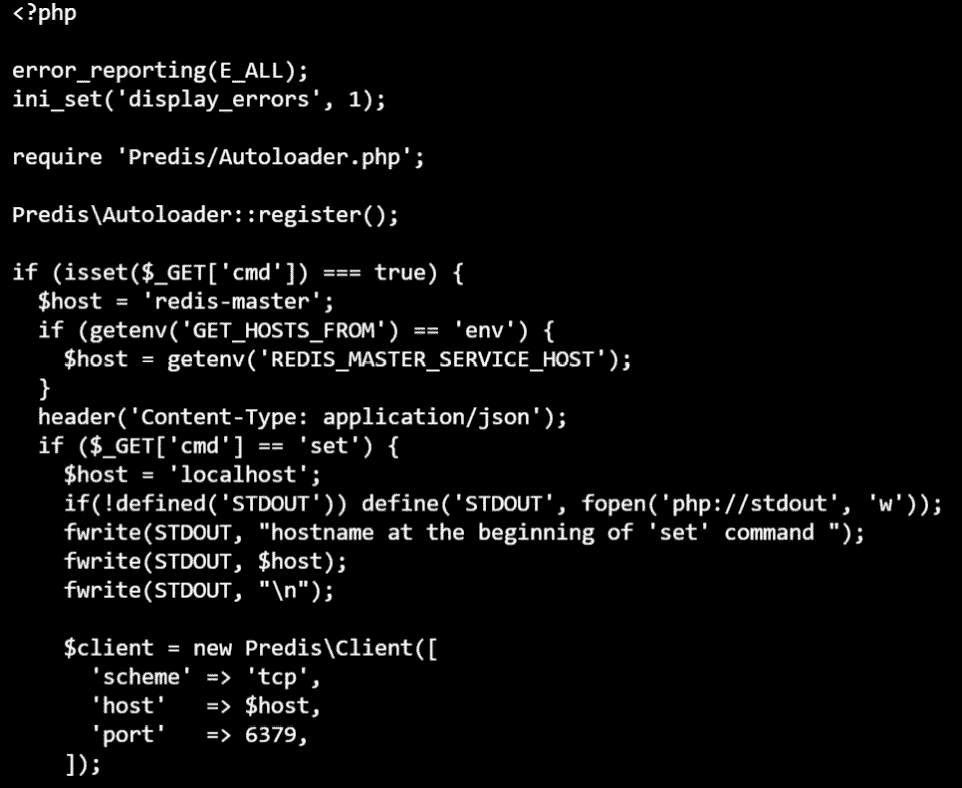 <?php

error_reporting(E_ALL);
ini_set('display_errors', 1);

require 'Predis/Autoloader.php';

Predis\Autoloader::register();

if (isset($_GET['cmd']) === true) {
  $host = 'redis-master';
  if (getenv('GET_HOSTS_FROM') == 'env') {
    $host = getenv('REDIS_MASTER_SERVICE_HOST');
  }
  header('Content-Type: application/json');
  if ($_GET['cmd'] == 'set') {
    $host = 'localhost';
    if(!defined('STDOUT')) define('STDOUT', fopen('php://stdout', 'w'));
    fwrite(STDOUT, "hostname at the beginning of 'set' command ");
    fwrite(STDOUT, $host);
    fwrite(STDOUT, "\n");

    $client = new Predis\Client([
      'scheme' => 'tcp',
      'host'   => $host,
      'port'   => 6379,
    ]);